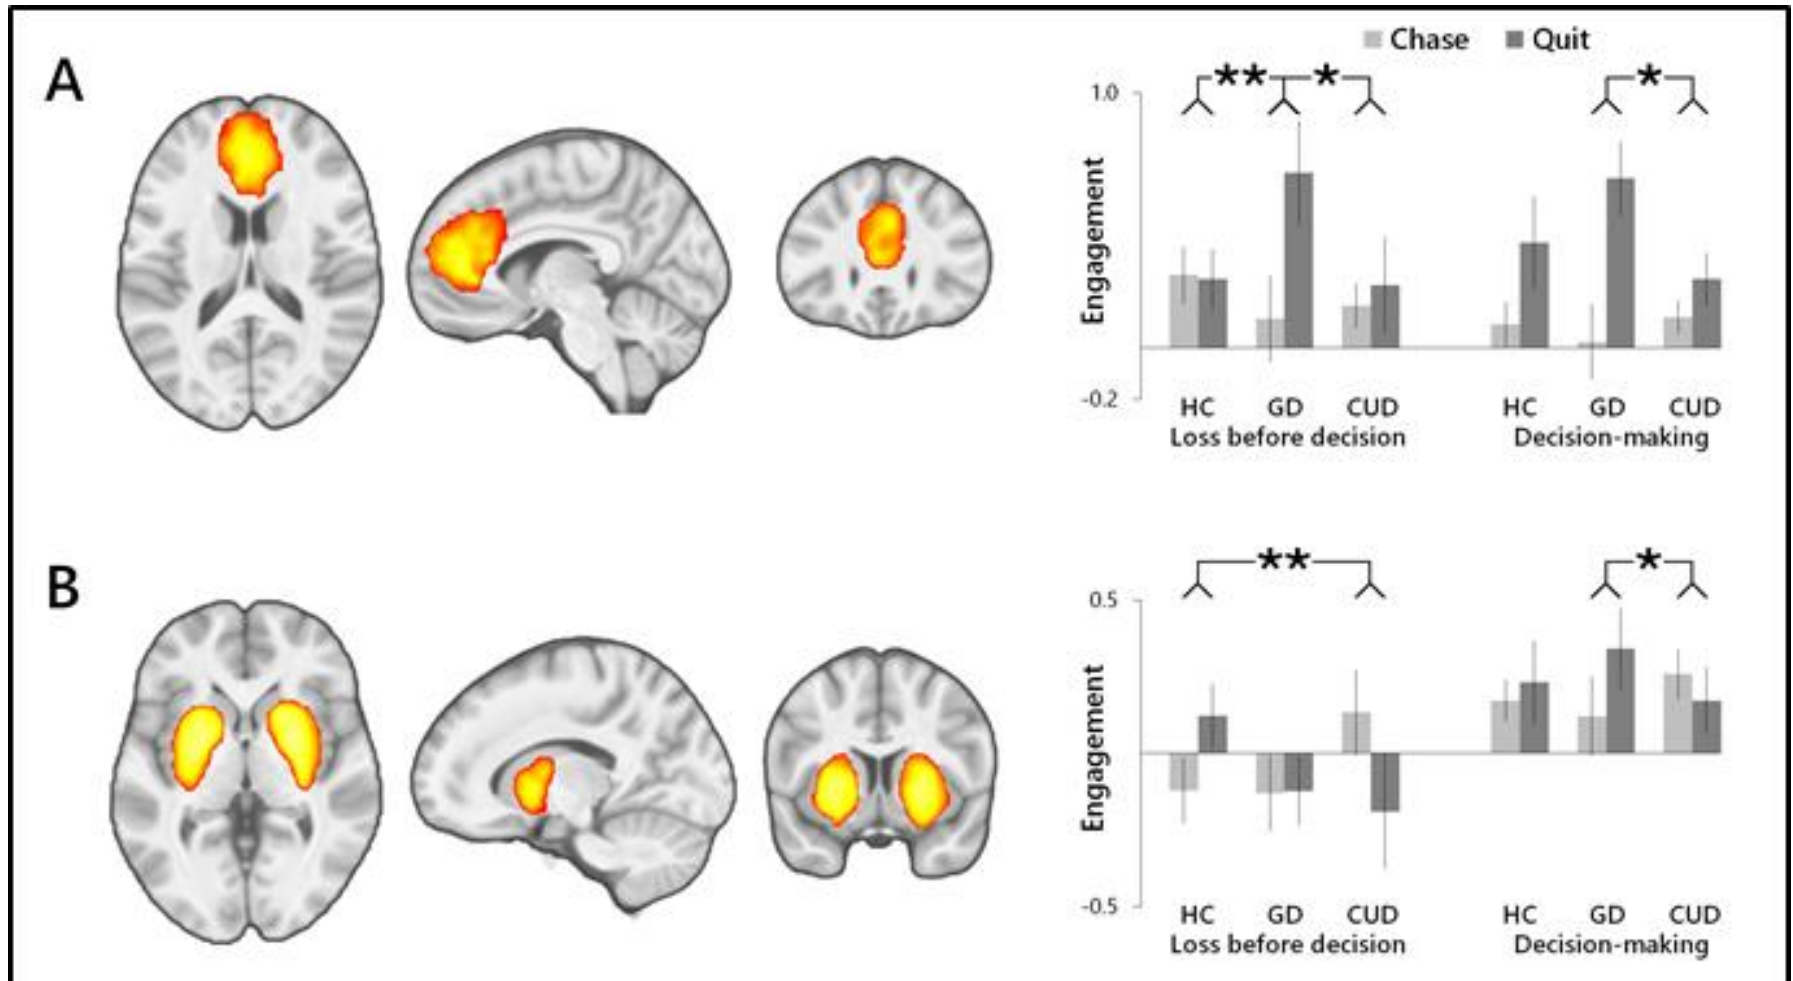 A
Chase Quit
** *
*
1.0
Engagement
-0.2
HC GD CUD HC GD CUD
Loss before decision Decision-making
B
** *
0.5
Engagement
-0.5
HC GD CUD HC GD CUD
Loss before decision Decision-making